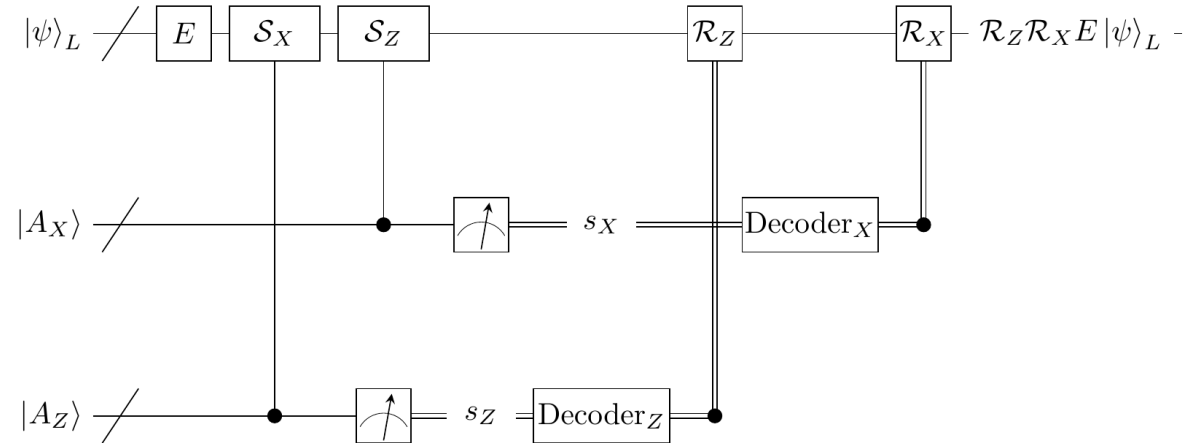 |ψ⟩_L E 𝒮_X 𝒮_Z ℛ_Z ℛ_X ℛ_Z ℛ_X E |ψ⟩_L
|A_X⟩ s_X Decoder_X
|A_Z⟩ s_Z Decoder_Z